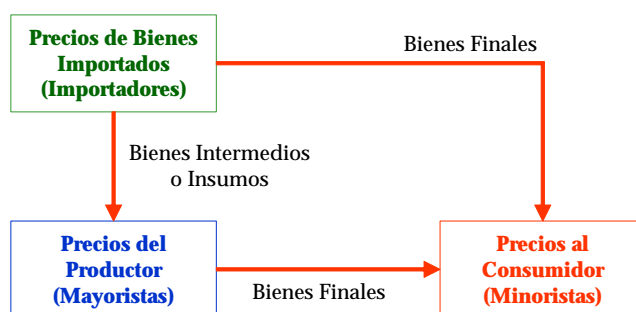 Precios de Bienes
Importados
(Importadores)
Bienes Finales
Bienes Intermedios
o Insumos
Precios del
Productor
(Mayoristas)
Bienes Finales
Precios al
Consumidor
(Minoristas)